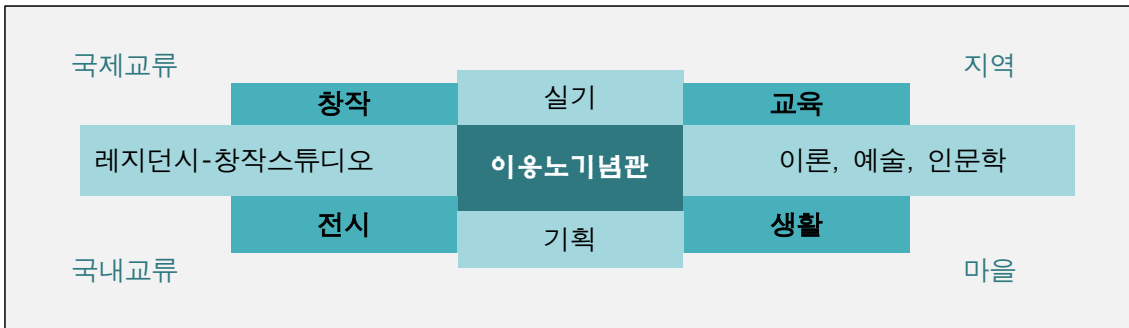 국제교류
지역
창작
실기
교육
레지던시-창작스튜디오
이응노기념관
이론, 예술, 인문학
전시
기획
생활
국내교류
마을